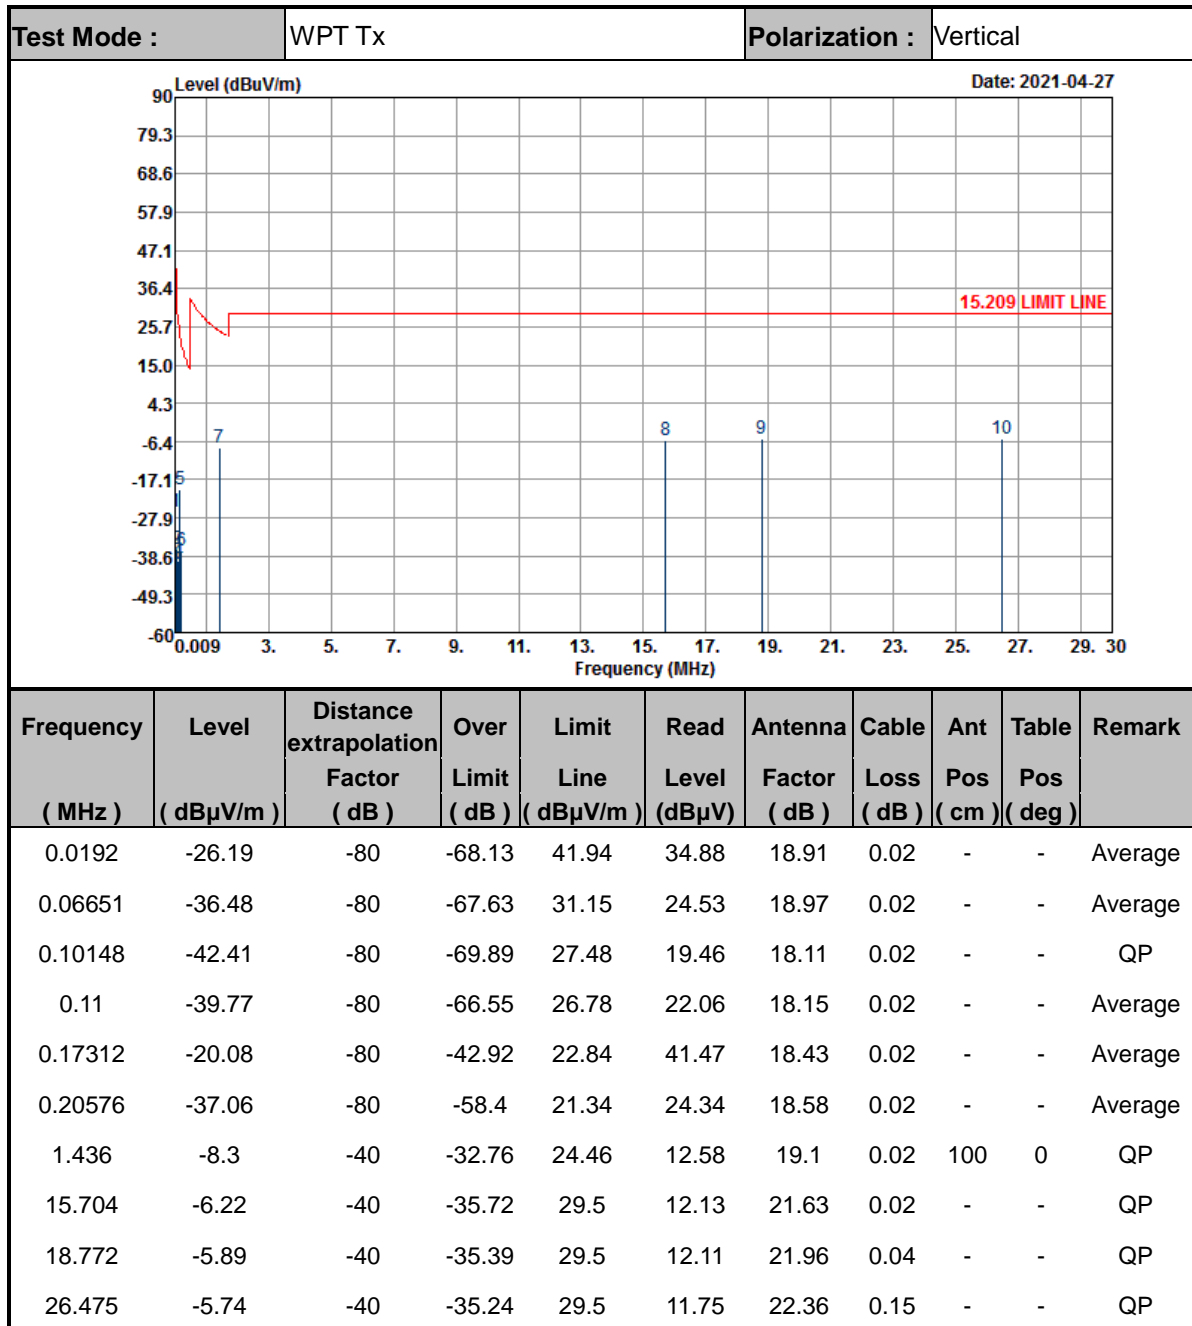 Test Mode : WPT Tx Polarization : Vertical
Level (dBuV/m) Date: 2021-04-27
90
79.3
68.6
57.9
47.1
36.4
15.209 LIMIT LINE
25.7
15.0
4.3
7 8 9 10
-6.4
-17.1 5
-27.9
6
-38.6
-49.3
-60
0.009 3. 5. 7. 9. 11. 13. 15. 17. 19. 21. 23. 25. 27. 29. 30
Frequency (MHz)
Frequency Level Distance extrapolation Over Limit Read Antenna Cable Ant Table Remark
Factor Limit Line Level Factor Loss Pos Pos
( MHz ) ( dBµV/m ) ( dB ) ( dB ) ( dBµV/m ) (dBµV) ( dB ) ( dB ) ( cm ) ( deg )
0.0192 -26.19 -80 -68.13 41.94 34.88 18.91 0.02 - - Average
0.06651 -36.48 -80 -67.63 31.15 24.53 18.97 0.02 - - Average
0.10148 -42.41 -80 -69.89 27.48 19.46 18.11 0.02 - - QP
0.11 -39.77 -80 -66.55 26.78 22.06 18.15 0.02 - - Average
0.17312 -20.08 -80 -42.92 22.84 41.47 18.43 0.02 - - Average
0.20576 -37.06 -80 -58.4 21.34 24.34 18.58 0.02 - - Average
1.436 -8.3 -40 -32.76 24.46 12.58 19.1 0.02 100 0 QP
15.704 -6.22 -40 -35.72 29.5 12.13 21.63 0.02 - - QP
18.772 -5.89 -40 -35.39 29.5 12.11 21.96 0.04 - - QP
26.475 -5.74 -40 -35.24 29.5 11.75 22.36 0.15 - - QP